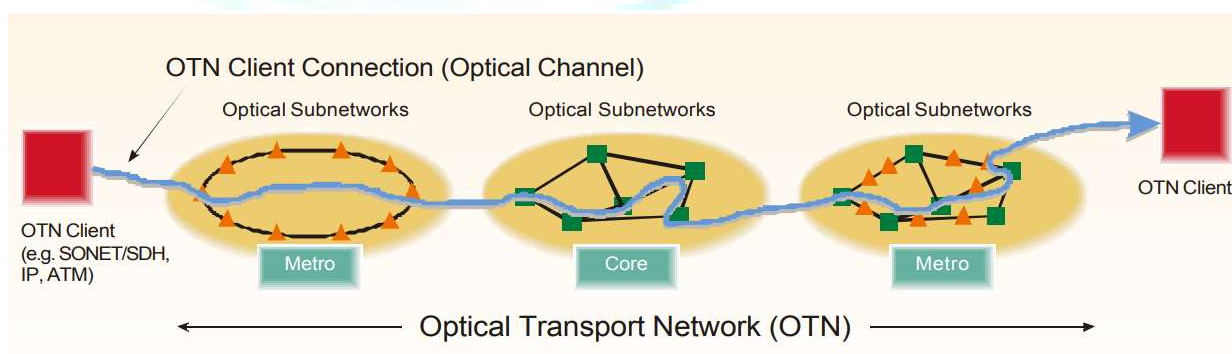 OTN Client Connection (Optical Channel)
Optical Subnetworks
Optical Subnetworks
Optical Subnetworks
OTN Client
(e.g. SONET/SDH,
IP, ATM)
OTN Client
Metro
Core
Metro
Optical Transport Network (OTN)